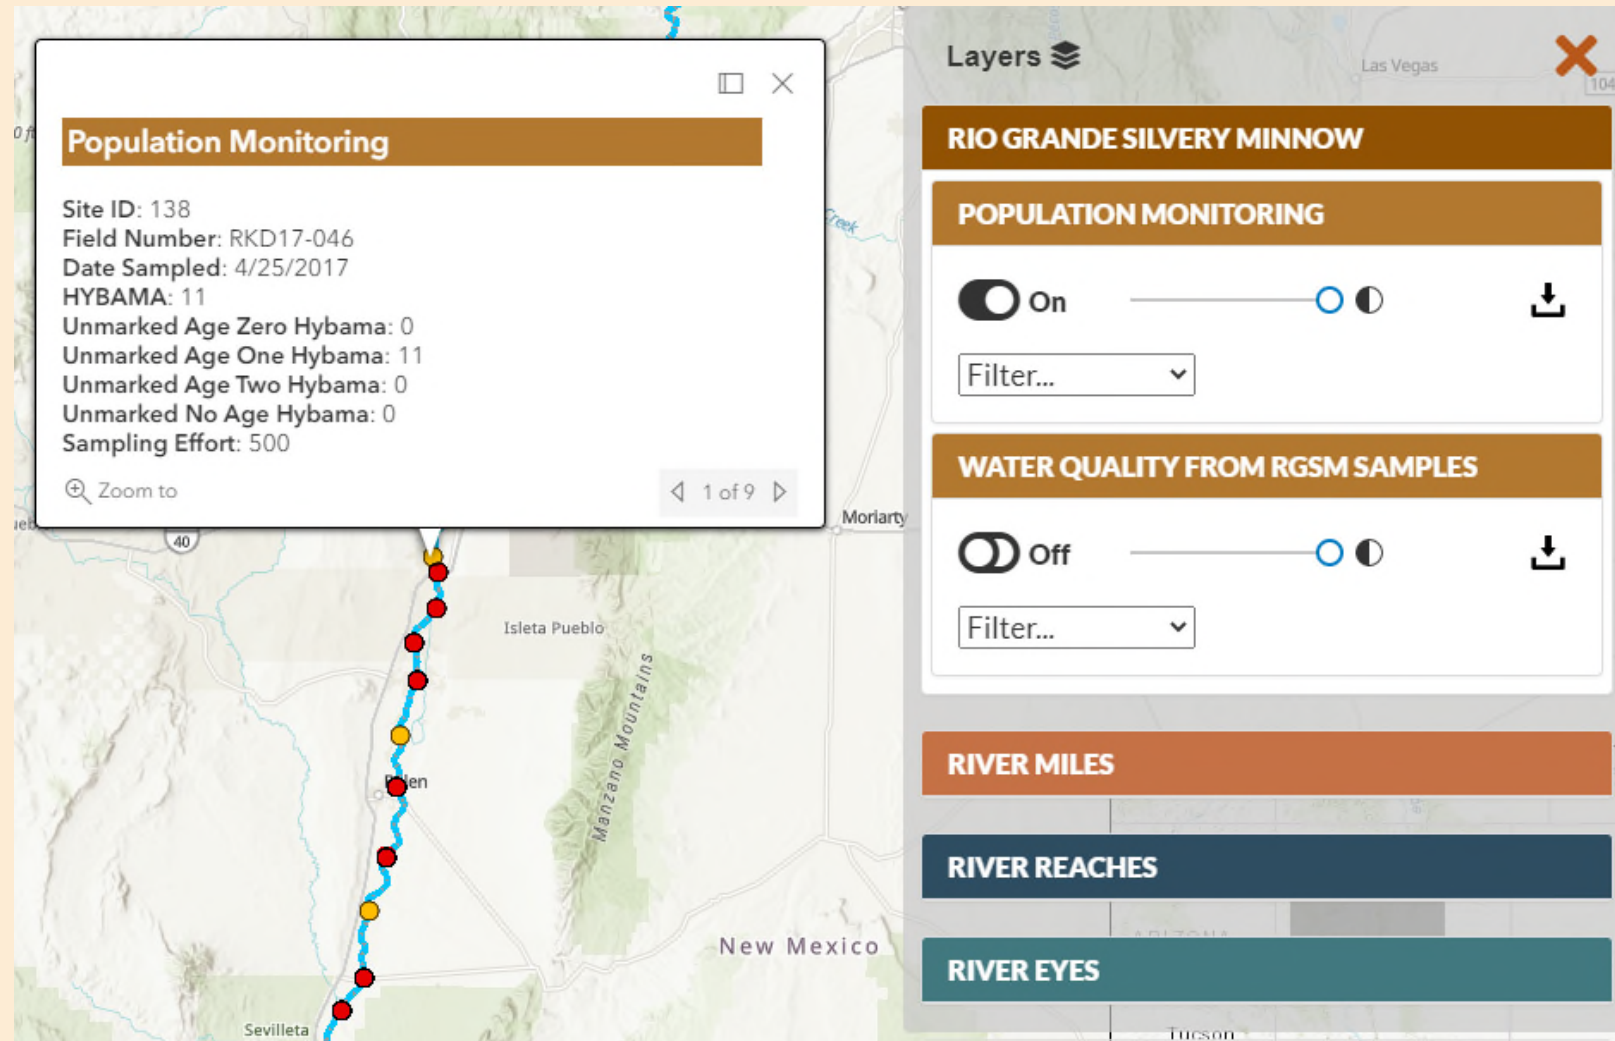 Population Monitoring
Site ID: 138
Field Number: RKD17-046
Date Sampled: 4/25/2017
HYBAMA: 11
Unmarked Age Zero Hybama: 0
Unmarked Age One Hybama: 11
Unmarked Age Two Hybama: 0
Unmarked No Age Hybama: 0
Sampling Effort: 500
Zoom to
1 of 9
Creek
Moriarty
40
Isleta Pueblo
Manzano Mountains
New Mexico
Sevilleta
Layers
Las Vegas
104
RIO GRANDE SILVERY MINNOW
POPULATION MONITORING
On
Filter...
WATER QUALITY FROM RGSM SAMPLES
Off
Filter...
RIVER MILES
RIVER REACHES
ARIZONA
RIVER EYES
Tucson